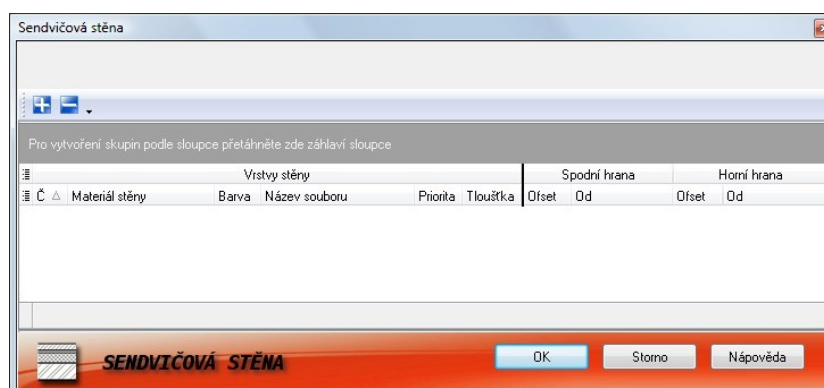 Sendvičová stěna
Pro vytvoření skupin podle sloupce přetáhněte zde záhlaví sloupce
Vrstvy stěny Spodní hrana Horní hrana
Č Materiál stěny Barva Název souboru Priorita Tloušťka Ofset Od Ofset Od
SENDVIČOVÁ STĚNA OK Storno Nápověda